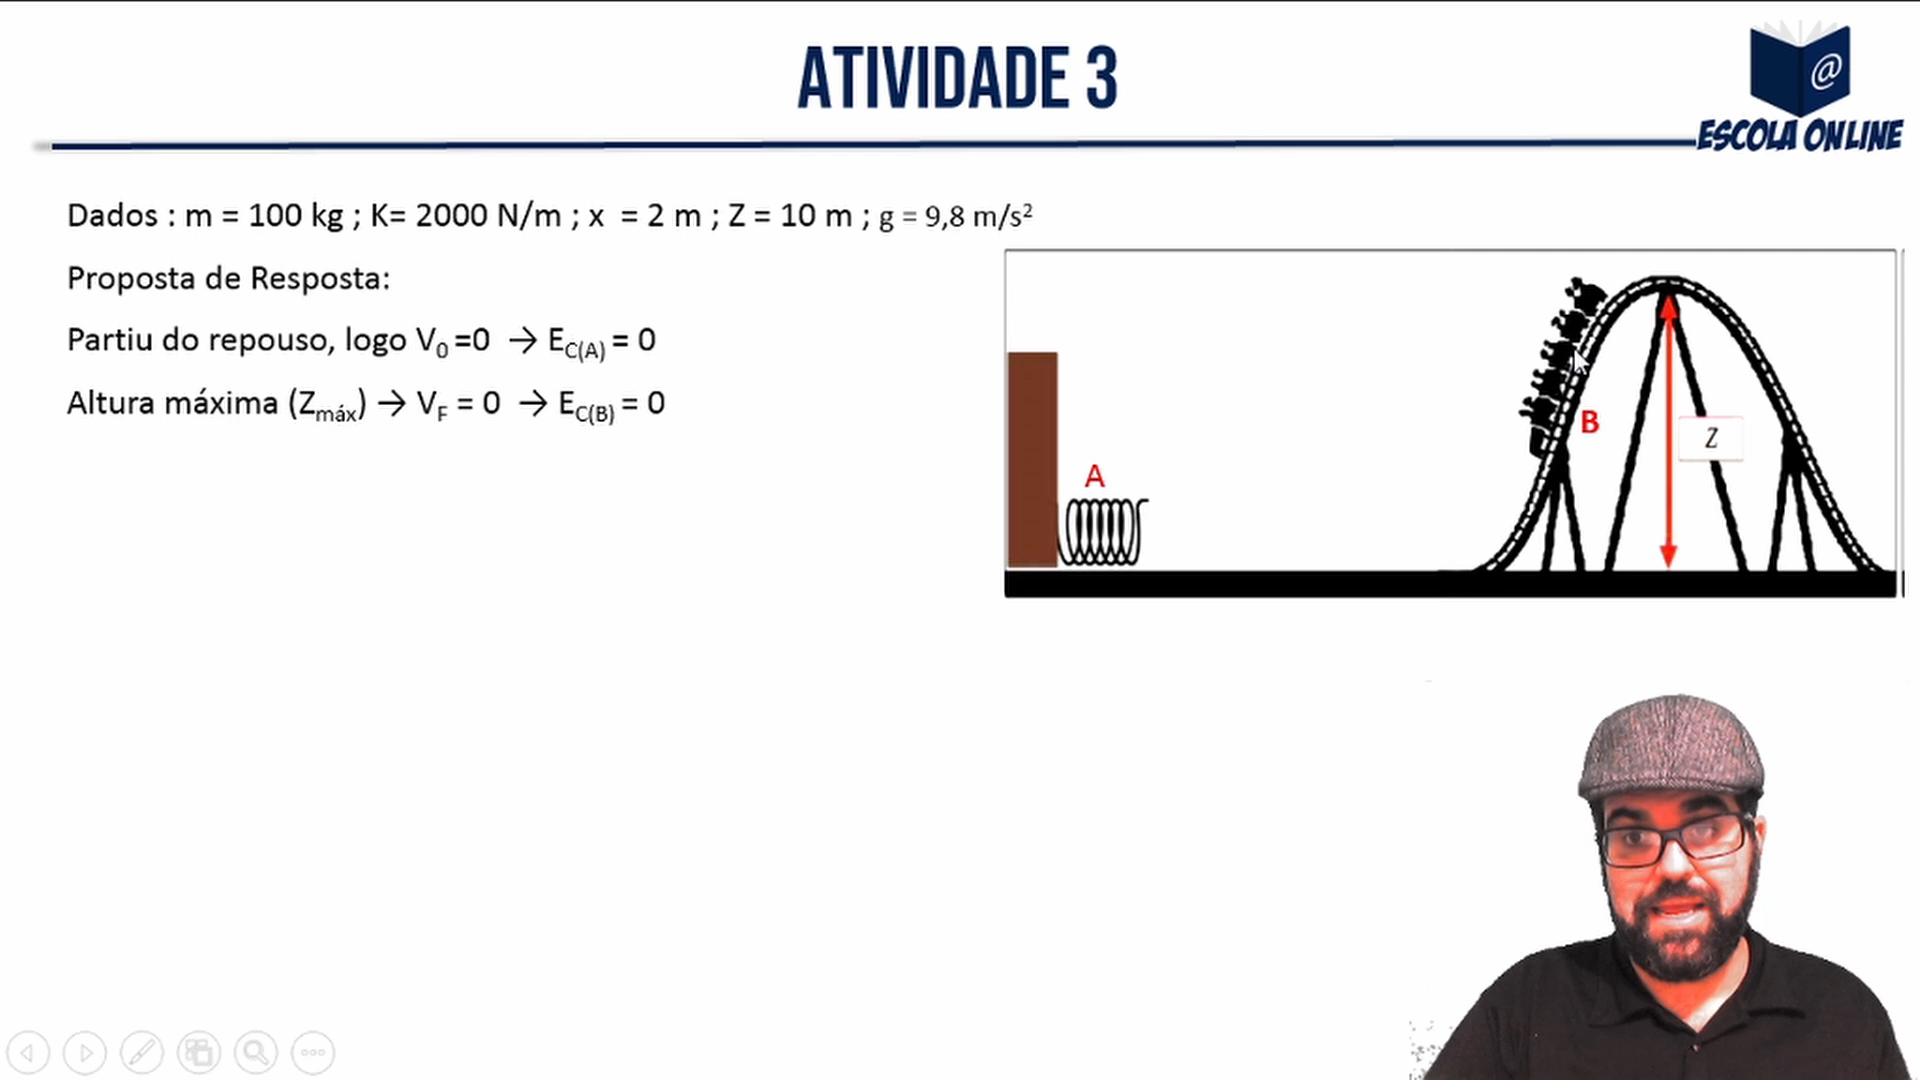 ATIVIDADE 3
@
ESCOLA ONLINE
Dados : m = 100 kg ; K= 2000 N/m ; x = 2 m ; Z = 10 m ; g = 9,8 m/s²
Proposta de Resposta:
Partiu do repouso, logo V₀ =0 → E_C(A) = 0
Altura máxima (Z_máx) → V_F = 0 → E_C(B) = 0
A
B
Z